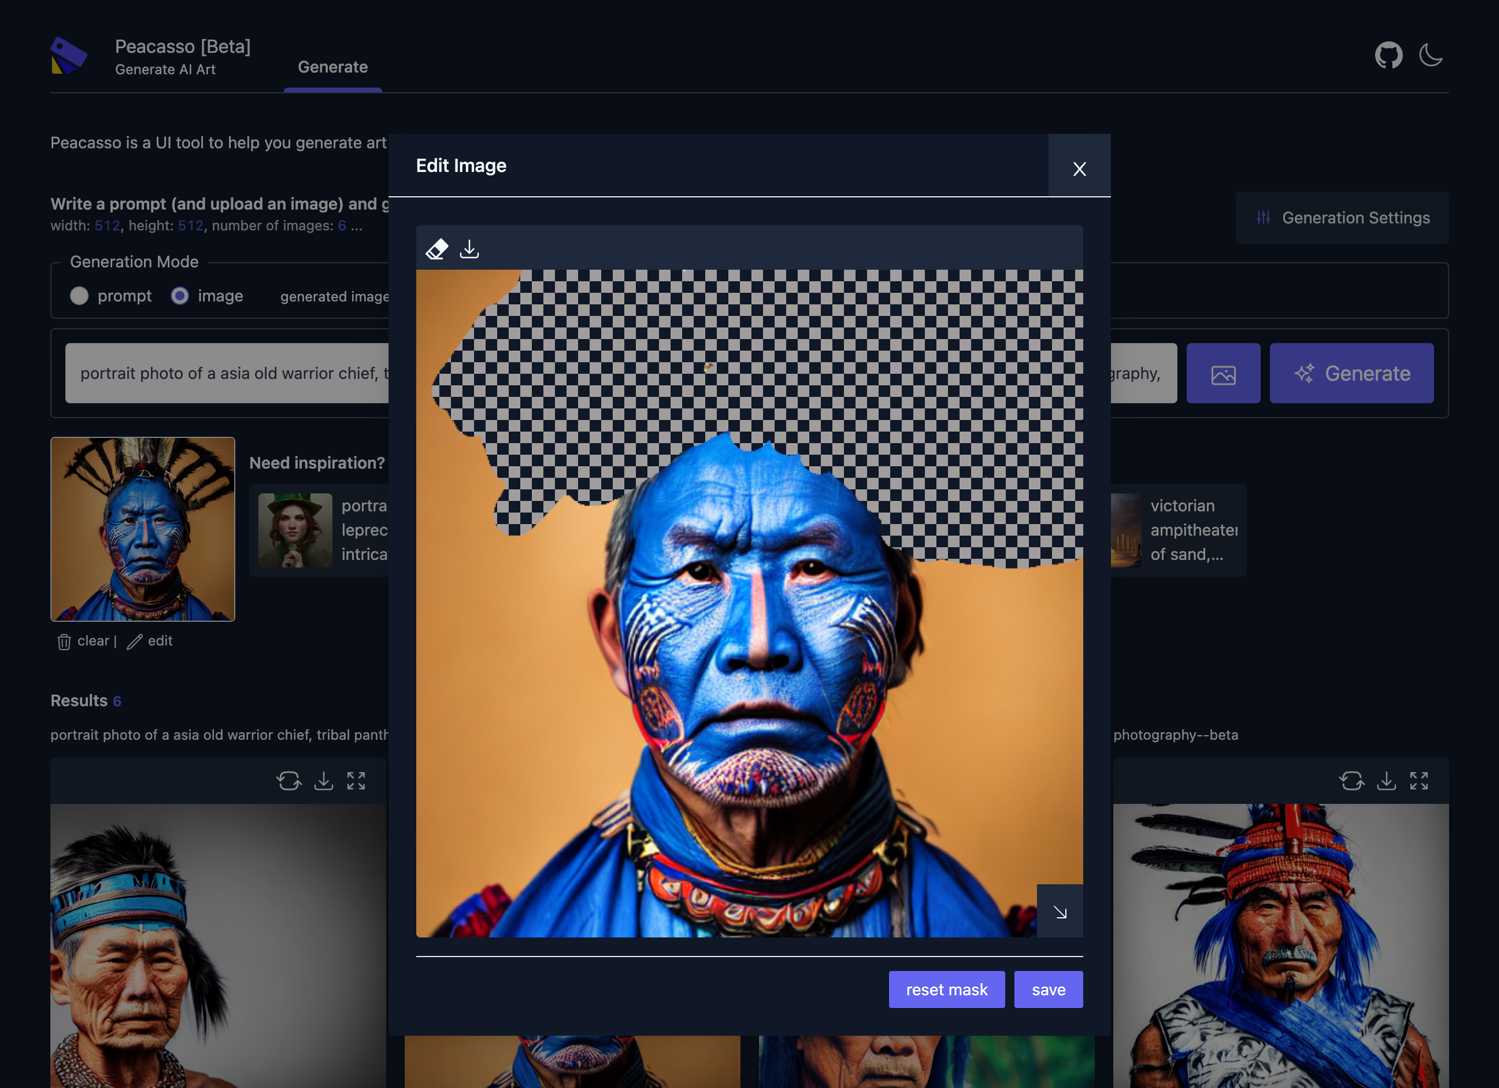 Peacasso [Beta]
Generate AI Art
Generate
Peacasso is a UI tool to help you generate art
Edit Image
X
Write a prompt (and upload an image) and g
width: 512, height: 512, number of images: 6 ...
Generation Settings
Generation Mode
prompt
image
generated image
portrait photo of a asia old warrior chief, t
graphy,
Generate
Need inspiration?
portra
leprec
intrica
victorian
ampitheater
of sand,...
clear |
edit
Results 6
portrait photo of a asia old warrior chief, tribal panth
photography--beta
reset mask
save